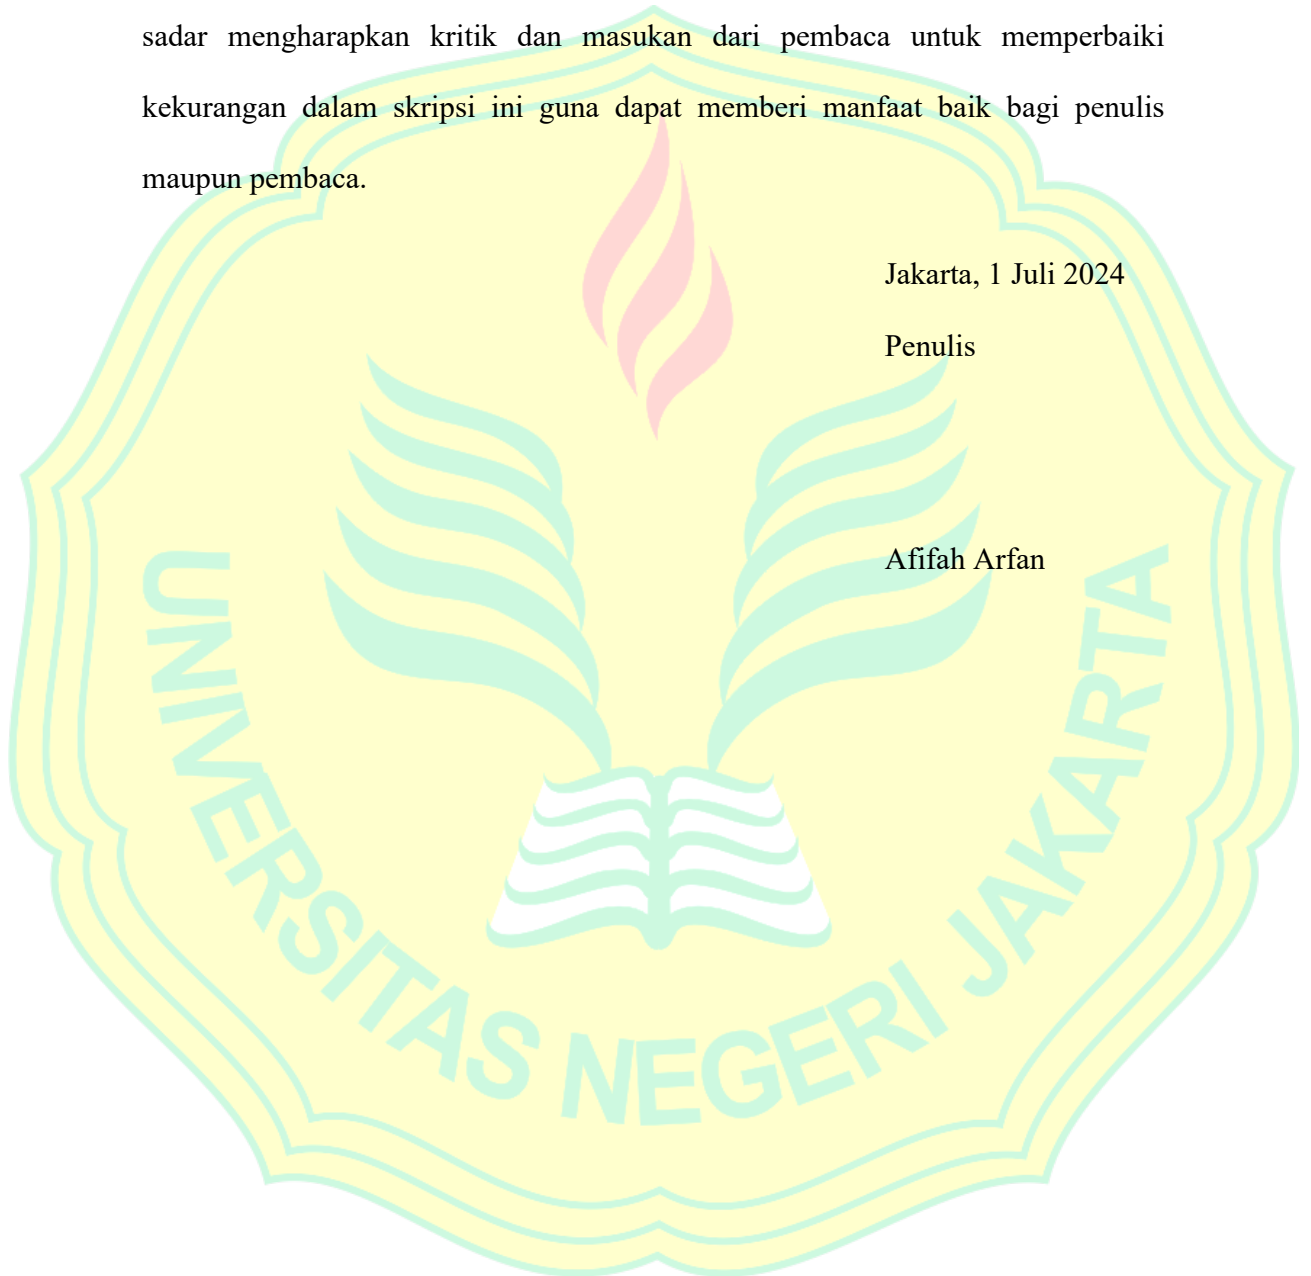 sadar mengharapkan kritik dan masukan dari pembaca untuk memperbaiki
kekurangan dalam skripsi ini guna dapat memberi manfaat baik bagi penulis
maupun pembaca.
Jakarta, 1 Juli 2024
Penulis
Afifah Arfan
UNIVERSITAS NEGERI JAKARTA